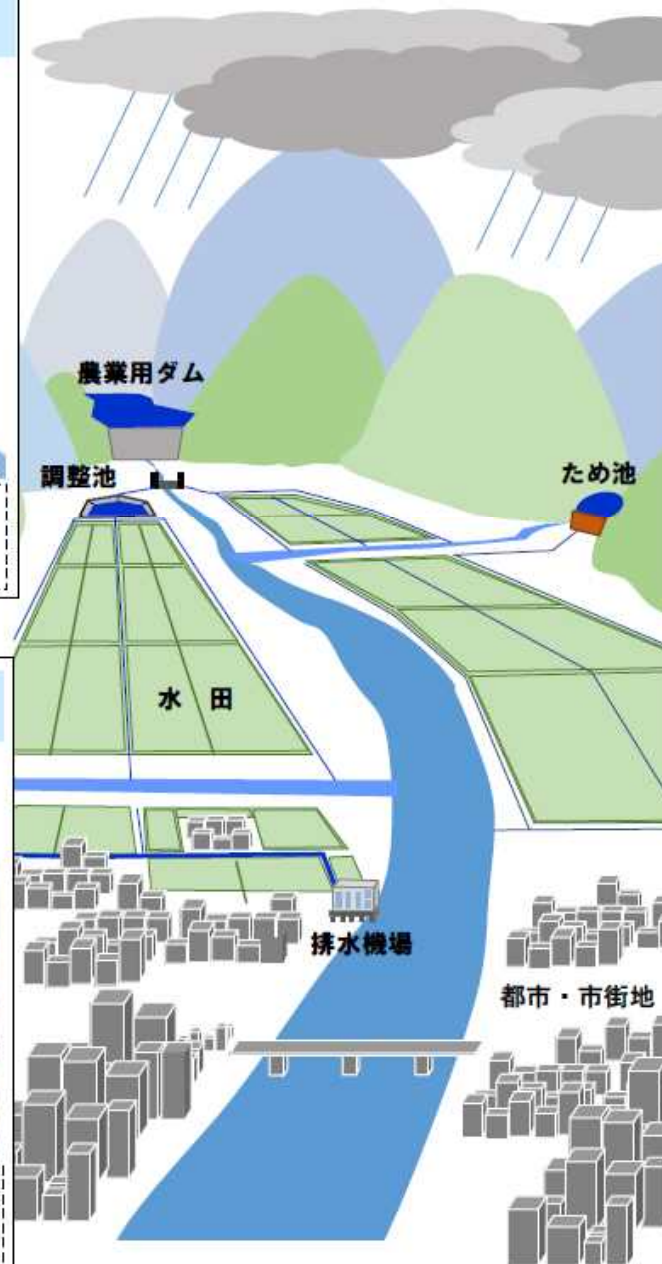 農業用ダム
調整池
ため池
水 田
排水機場
都市・市街地